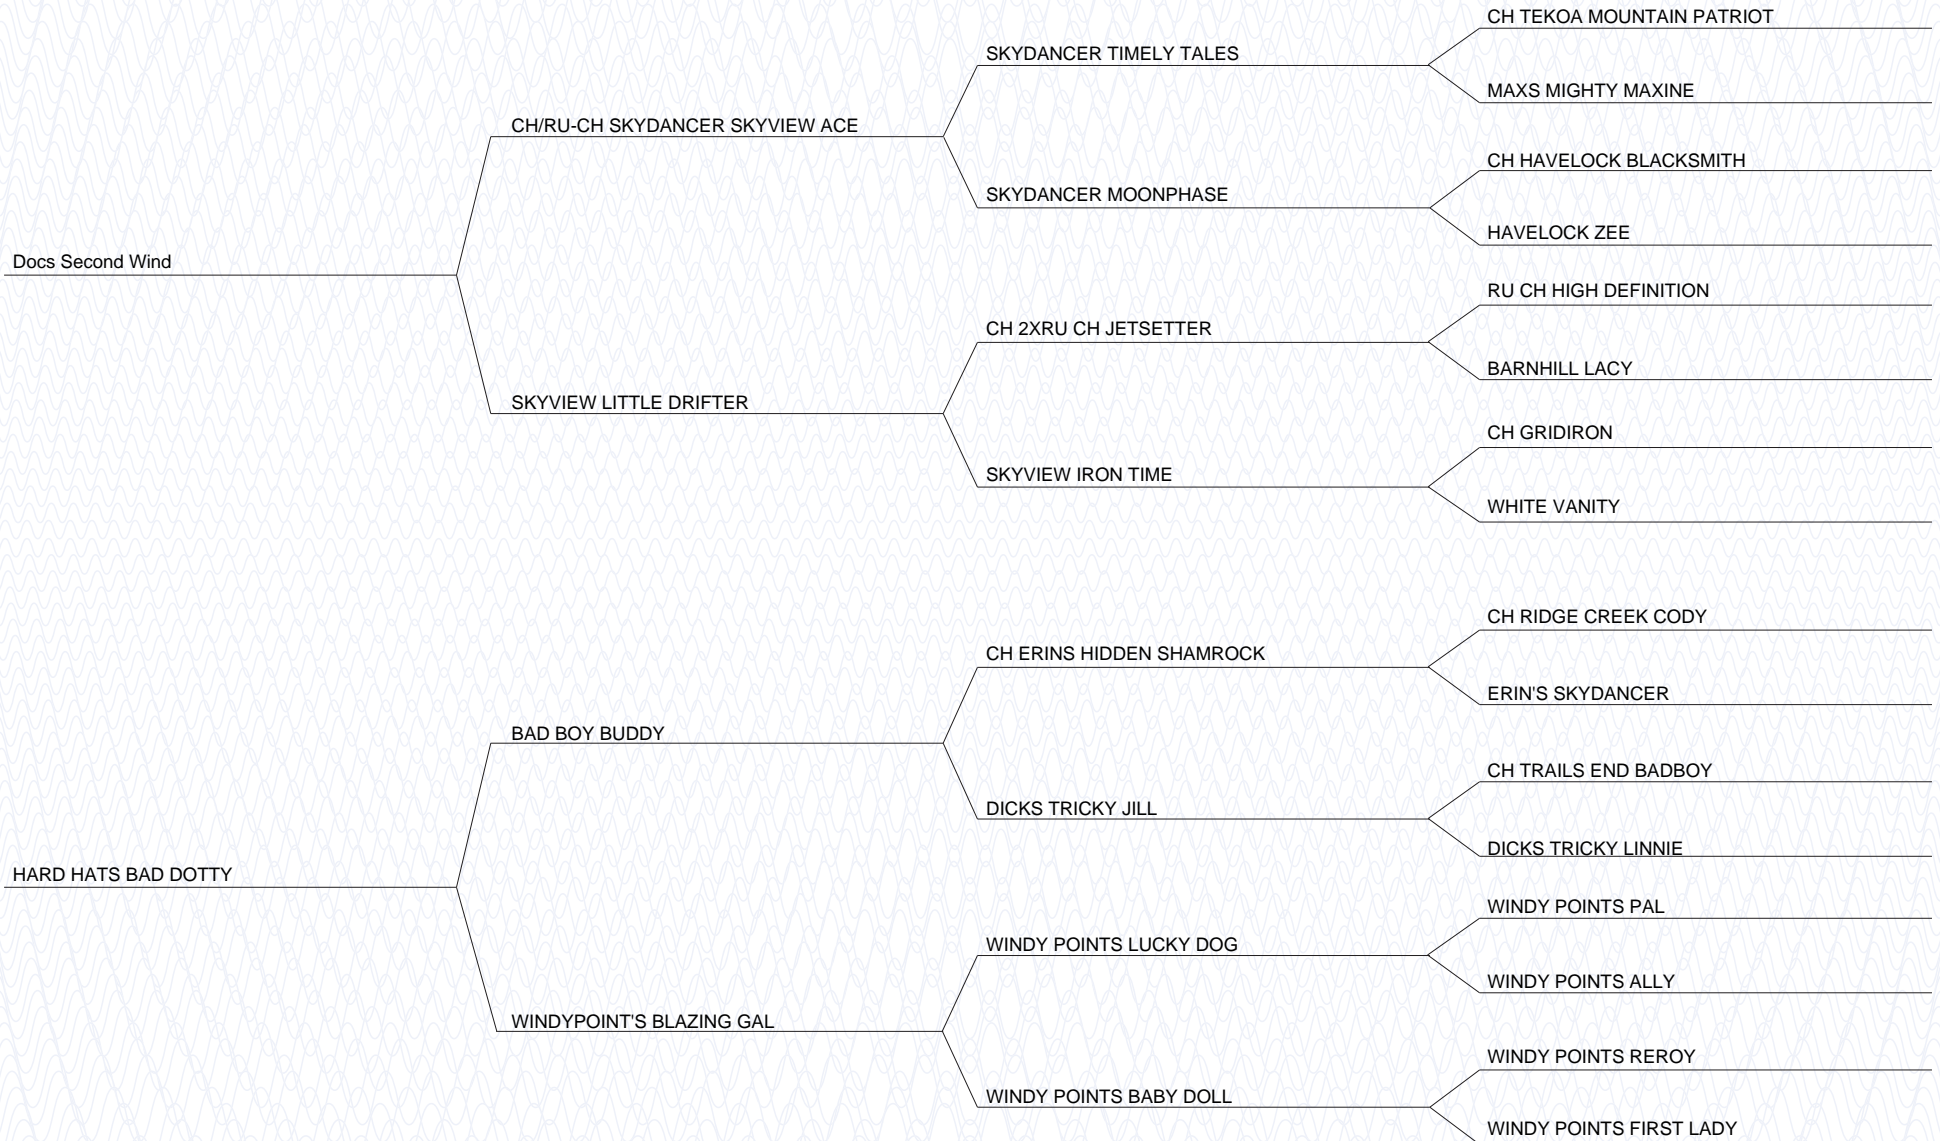 CH TEKOA MOUNTAIN PATRIOT
SKYDANCER TIMELY TALES
MAXS MIGHTY MAXINE
CH/RU-CH SKYDANCER SKYVIEW ACE
CH HAVELOCK BLACKSMITH
SKYDANCER MOONPHASE
HAVELOCK ZEE
Docs Second Wind
RU CH HIGH DEFINITION
CH 2XRU CH JETSETTER
BARNHILL LACY
SKYVIEW LITTLE DRIFTER
CH GRIDIRON
SKYVIEW IRON TIME
WHITE VANITY
CH RIDGE CREEK CODY
CH ERINS HIDDEN SHAMROCK
ERIN'S SKYDANCER
BAD BOY BUDDY
CH TRAILS END BADBOY
DICKS TRICKY JILL
DICKS TRICKY LINNIE
HARD HATS BAD DOTTY
WINDY POINTS PAL
WINDY POINTS LUCKY DOG
WINDY POINTS ALLY
WINDYPOINT'S BLAZING GAL
WINDY POINTS REROY
WINDY POINTS BABY DOLL
WINDY POINTS FIRST LADY